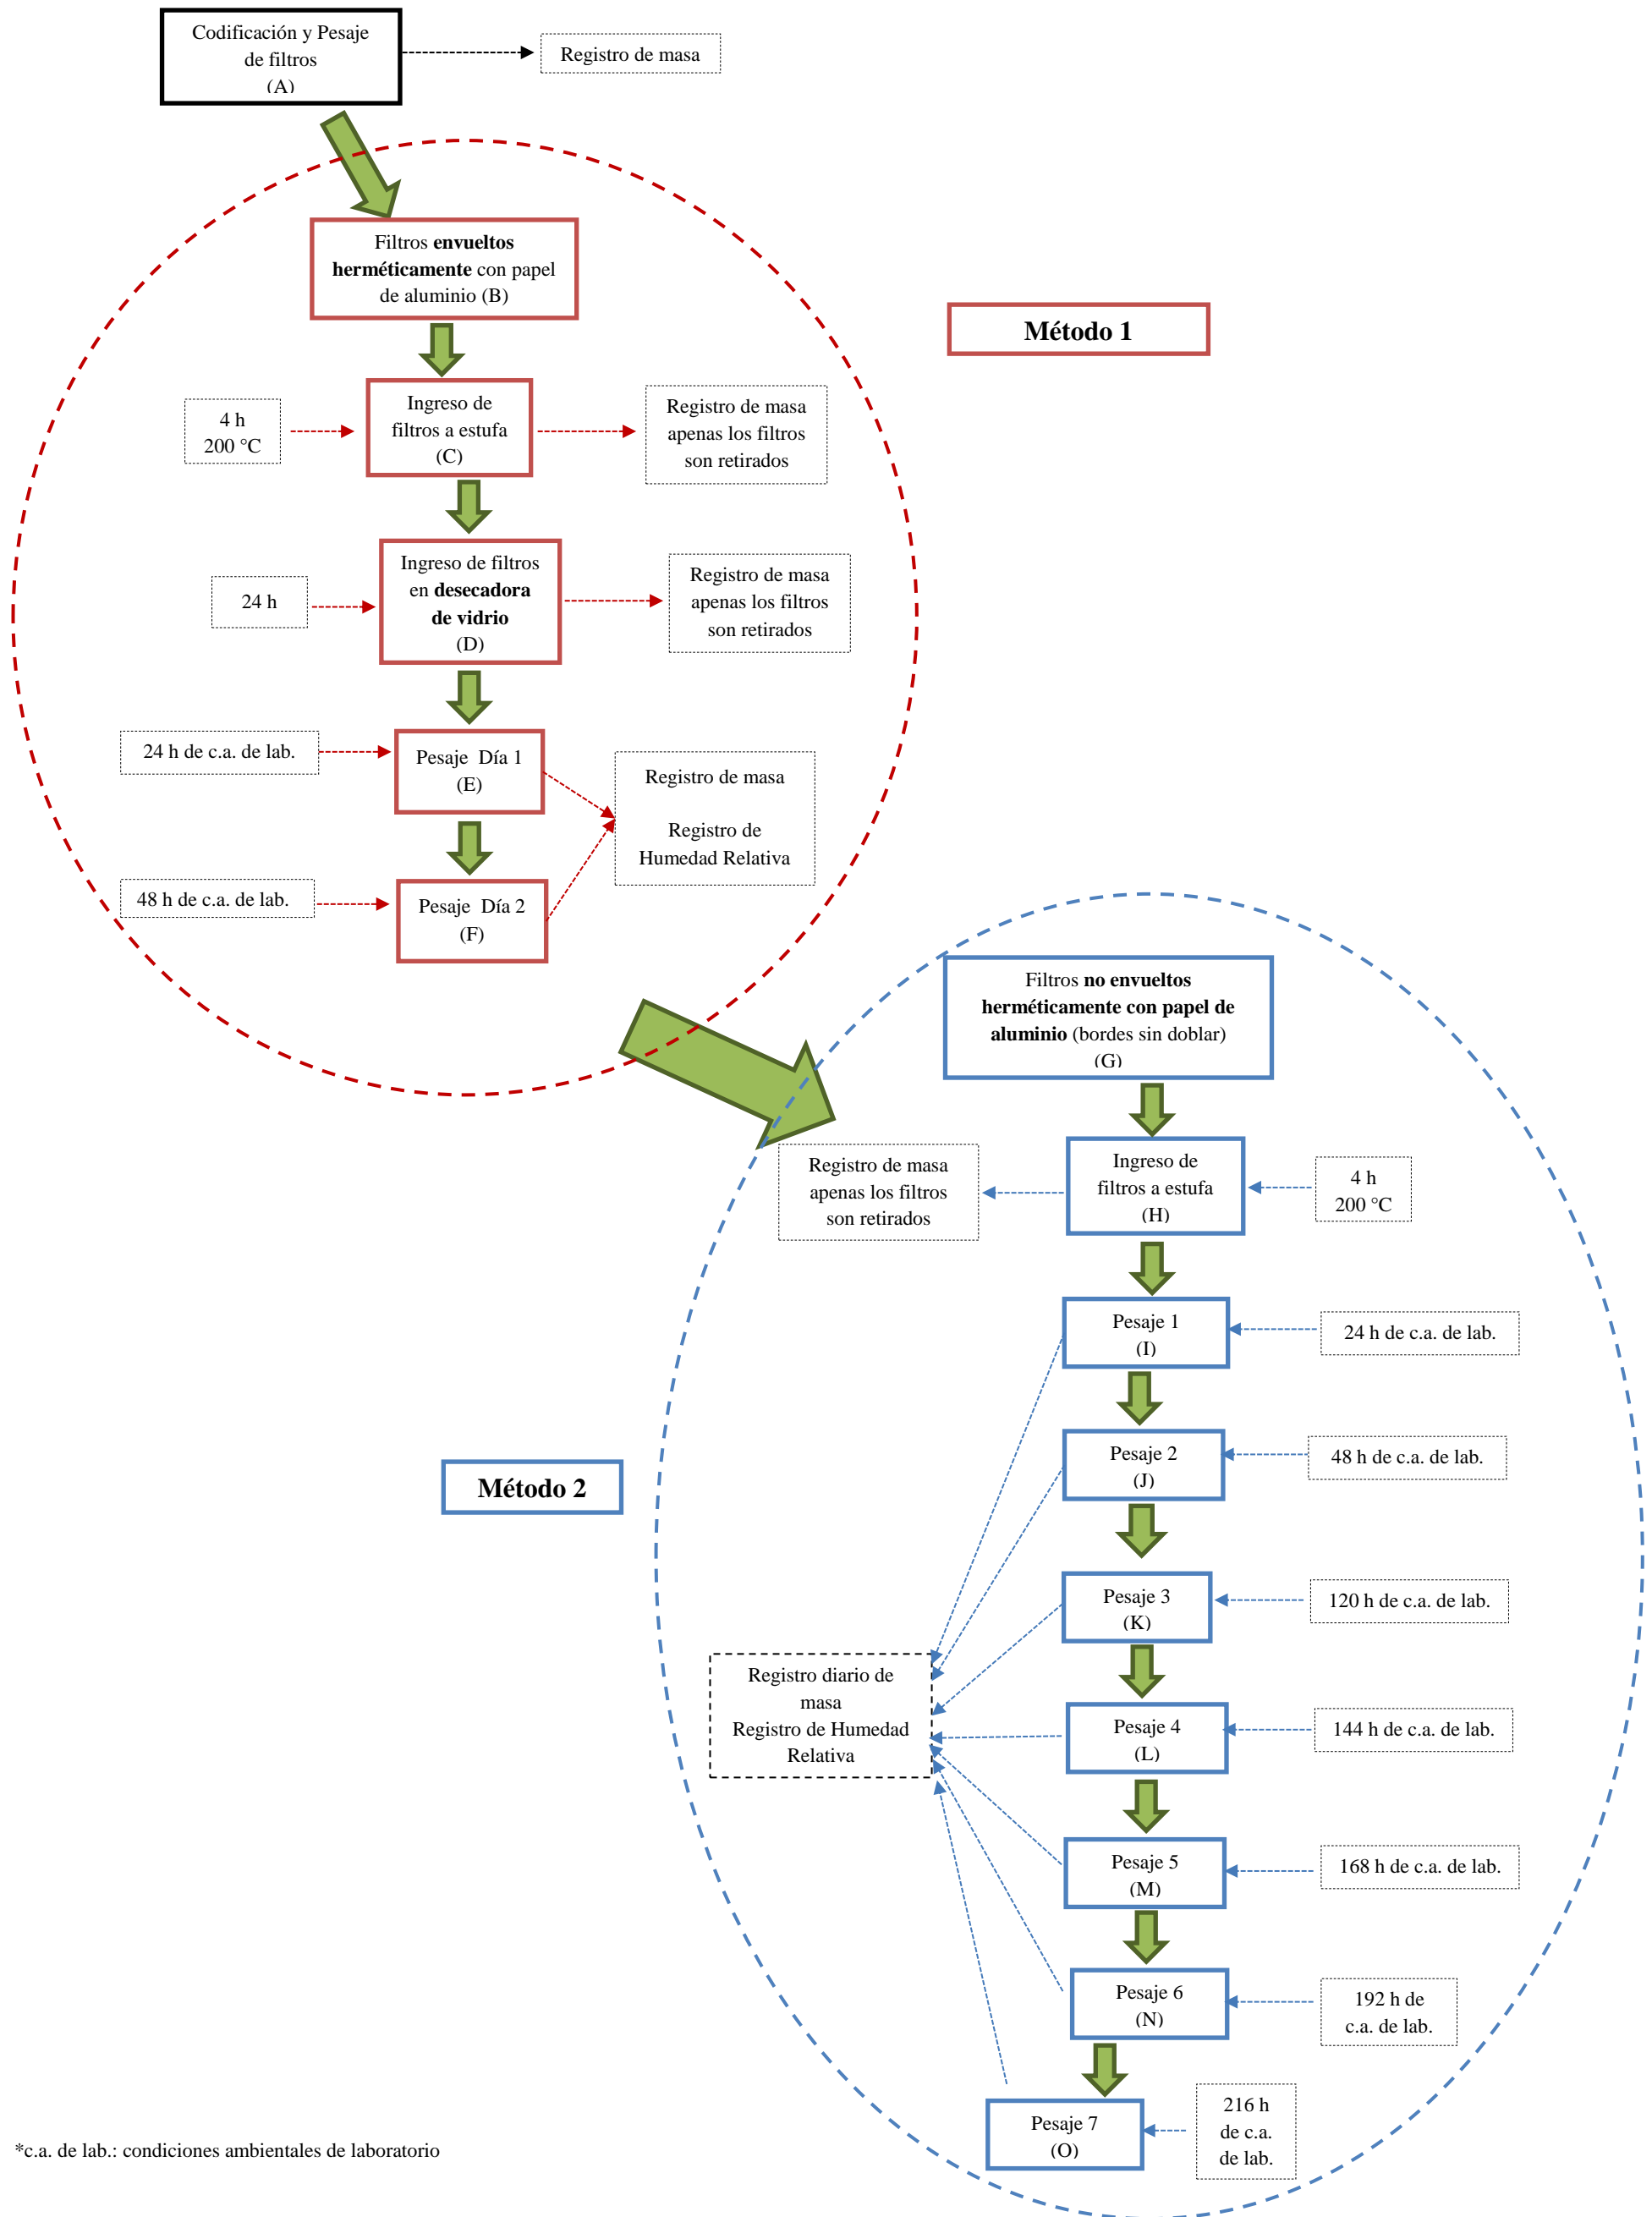 Codificación y Pesaje
de filtros
(A)
Registro de masa
Filtros envueltos
herméticamente con papel
de aluminio (B)
Método 1
4 h
200 °C
Ingreso de
filtros a estufa
(C)
Registro de masa
apenas los filtros
son retirados
24 h
Ingreso de filtros
en desecadora
de vidrio
(D)
Registro de masa
apenas los filtros
son retirados
24 h de c.a. de lab.
Pesaje Día 1
(E)
Registro de masa
Registro de
Humedad Relativa
48 h de c.a. de lab.
Pesaje Día 2
(F)
Filtros no envueltos
herméticamente con papel de
aluminio (bordes sin doblar)
(G)
Registro de masa
apenas los filtros
son retirados
Ingreso de
filtros a estufa
(H)
4 h
200 °C
Pesaje 1
(I)
24 h de c.a. de lab.
Pesaje 2
(J)
48 h de c.a. de lab.
Método 2
Pesaje 3
(K)
120 h de c.a. de lab.
Registro diario de
masa
Registro de Humedad
Relativa
Pesaje 4
(L)
144 h de c.a. de lab.
Pesaje 5
(M)
168 h de c.a. de lab.
Pesaje 6
(N)
192 h de
c.a. de lab.
Pesaje 7
(O)
216 h
de c.a.
de lab.
*c.a. de lab.: condiciones ambientales de laboratorio